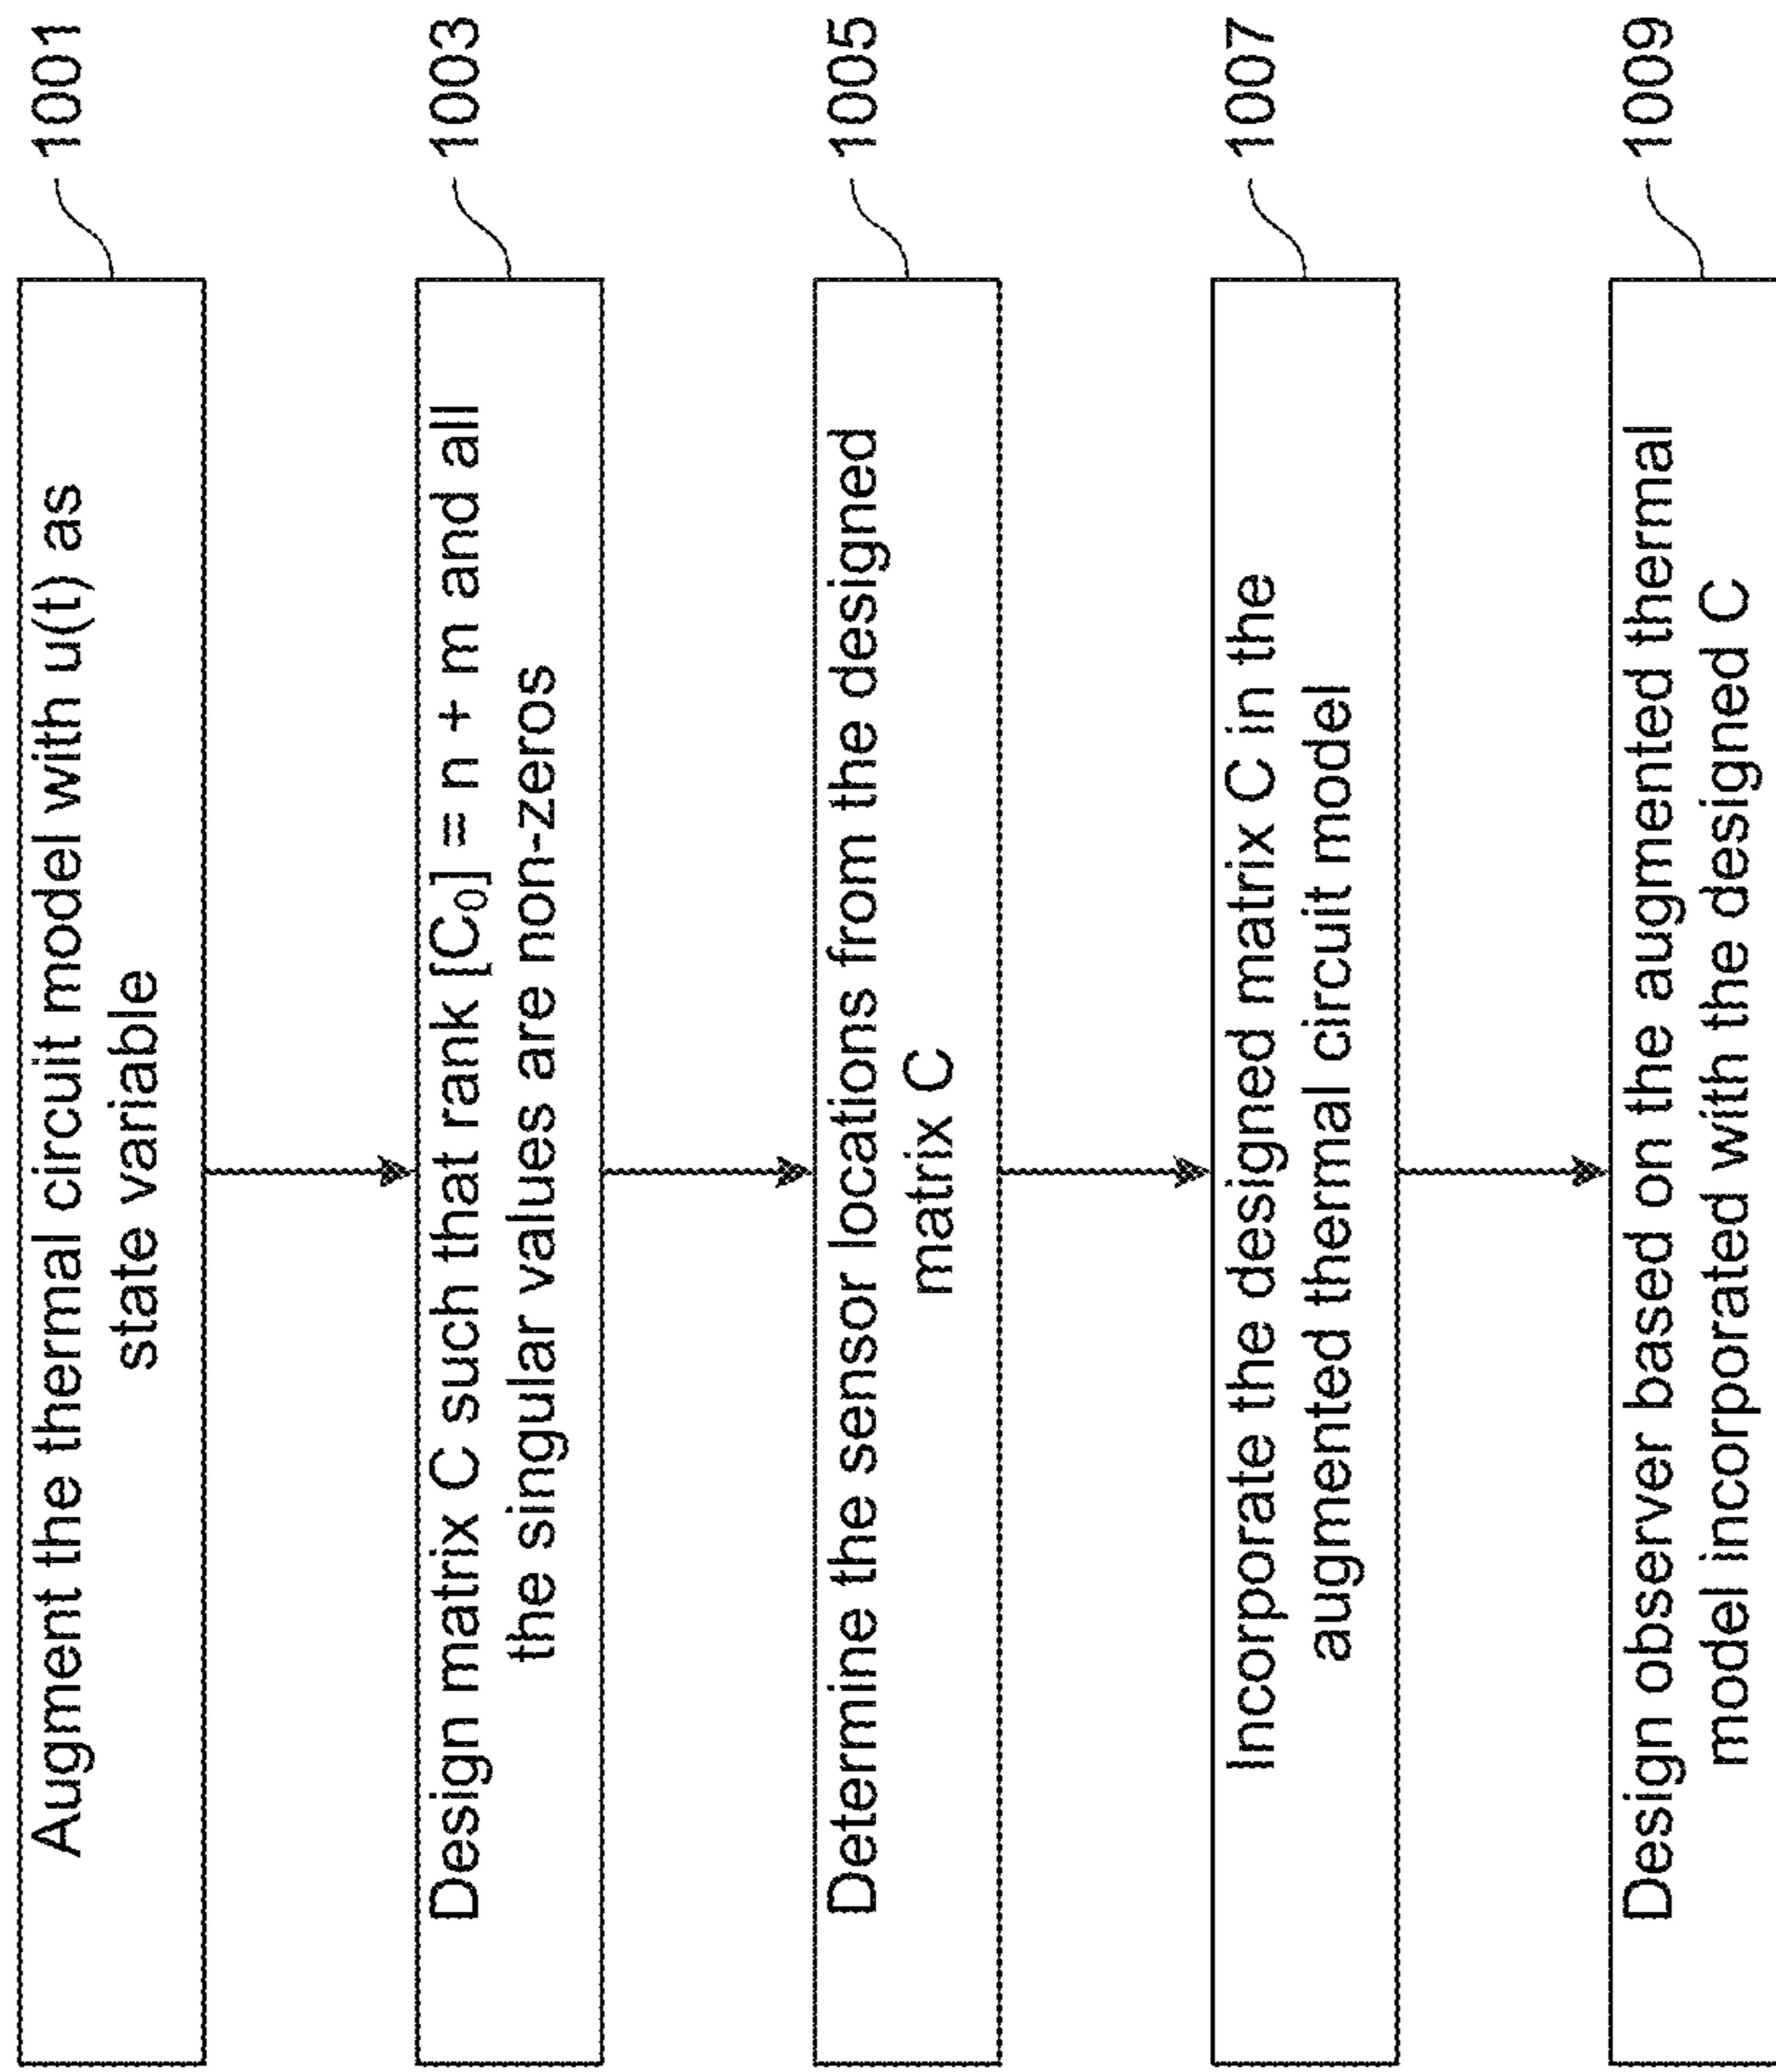 Augment the thermal circuit model with u(t) as
state variable
1001
Design matrix C such that rank [C₀] = n + m and all
the singular values are non-zeros
1003
Determine the sensor locations from the designed
matrix C
1005
Incorporate the designed matrix C in the
augmented thermal circuit model
1007
Design observer based on the augmented thermal
model incorporated with the designed C
1009